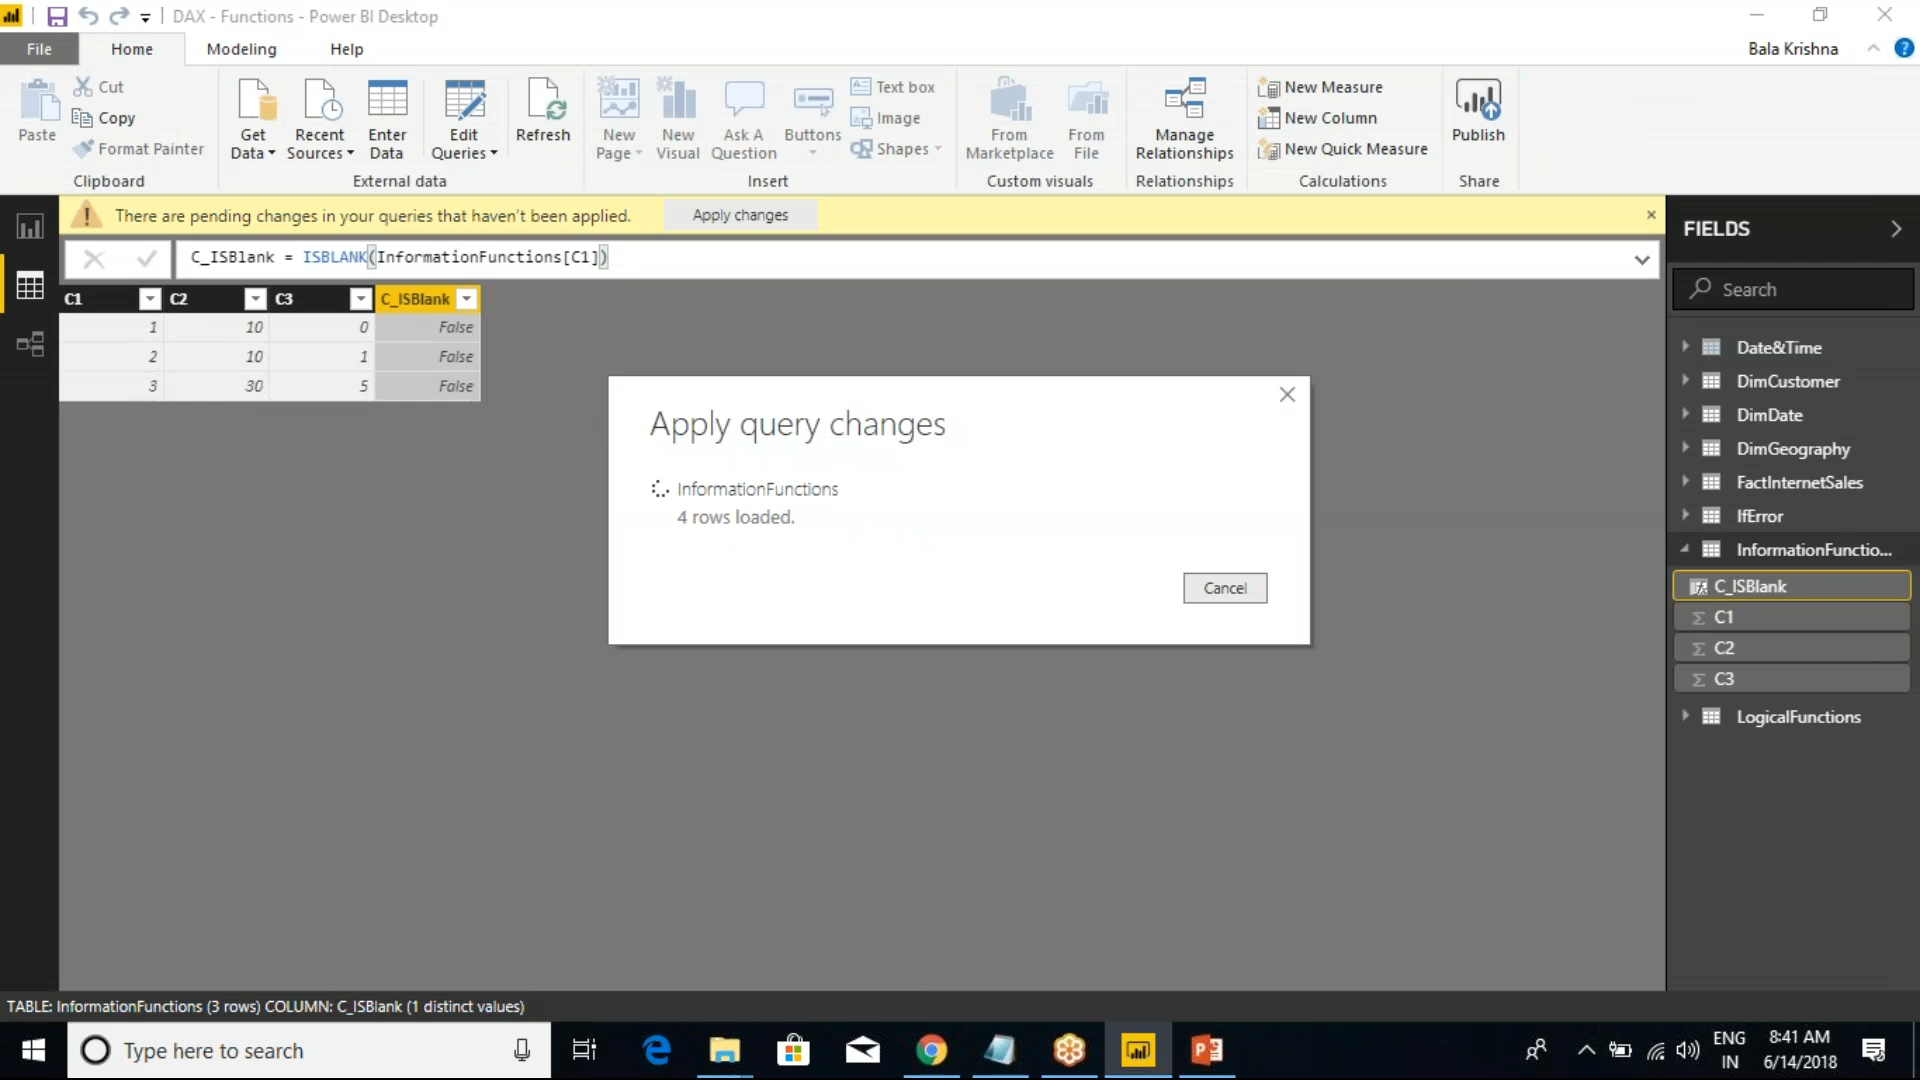 DAX - Functions - Power BI Desktop
File
Home
Modeling
Help
Bala Krishna
Paste
Cut
Copy
Format Painter
Clipboard
Get
Data
Recent
Sources
Enter
Data
Edit
Queries
Refresh
External data
New
Page
New
Visual
Ask A
Question
Buttons
Text box
Image
Shapes
Insert
From
Marketplace
From
File
Custom visuals
Manage
Relationships
Relationships
New Measure
New Column
New Quick Measure
Calculations
Publish
Share
There are pending changes in your queries that haven't been applied.
Apply changes
C_ISBlank = ISBLANK(InformationFunctions[C1])
C1 C2 C3 C_ISBlank
1 10 0 False
2 10 1 False
3 30 5 False
Apply query changes
InformationFunctions
4 rows loaded.
Cancel
FIELDS
Search
Date&Time
DimCustomer
DimDate
DimGeography
FactInternetSales
IfError
InformationFunctio...
C_ISBlank
C1
C2
C3
LogicalFunctions
TABLE: InformationFunctions (3 rows) COLUMN: C_ISBlank (1 distinct values)
Type here to search
ENG
IN
8:41 AM
6/14/2018